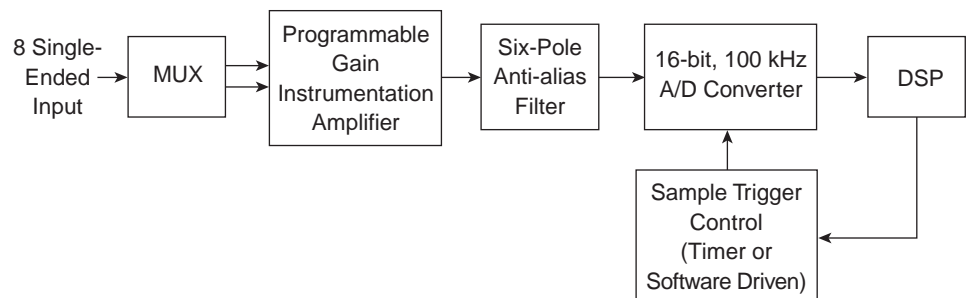 8 Single-
Ended
Input
MUX
Programmable
Gain
Instrumentation
Amplifier
Six-Pole
Anti-alias
Filter
16-bit, 100 kHz
A/D Converter
DSP
Sample Trigger
Control
(Timer or
Software Driven)